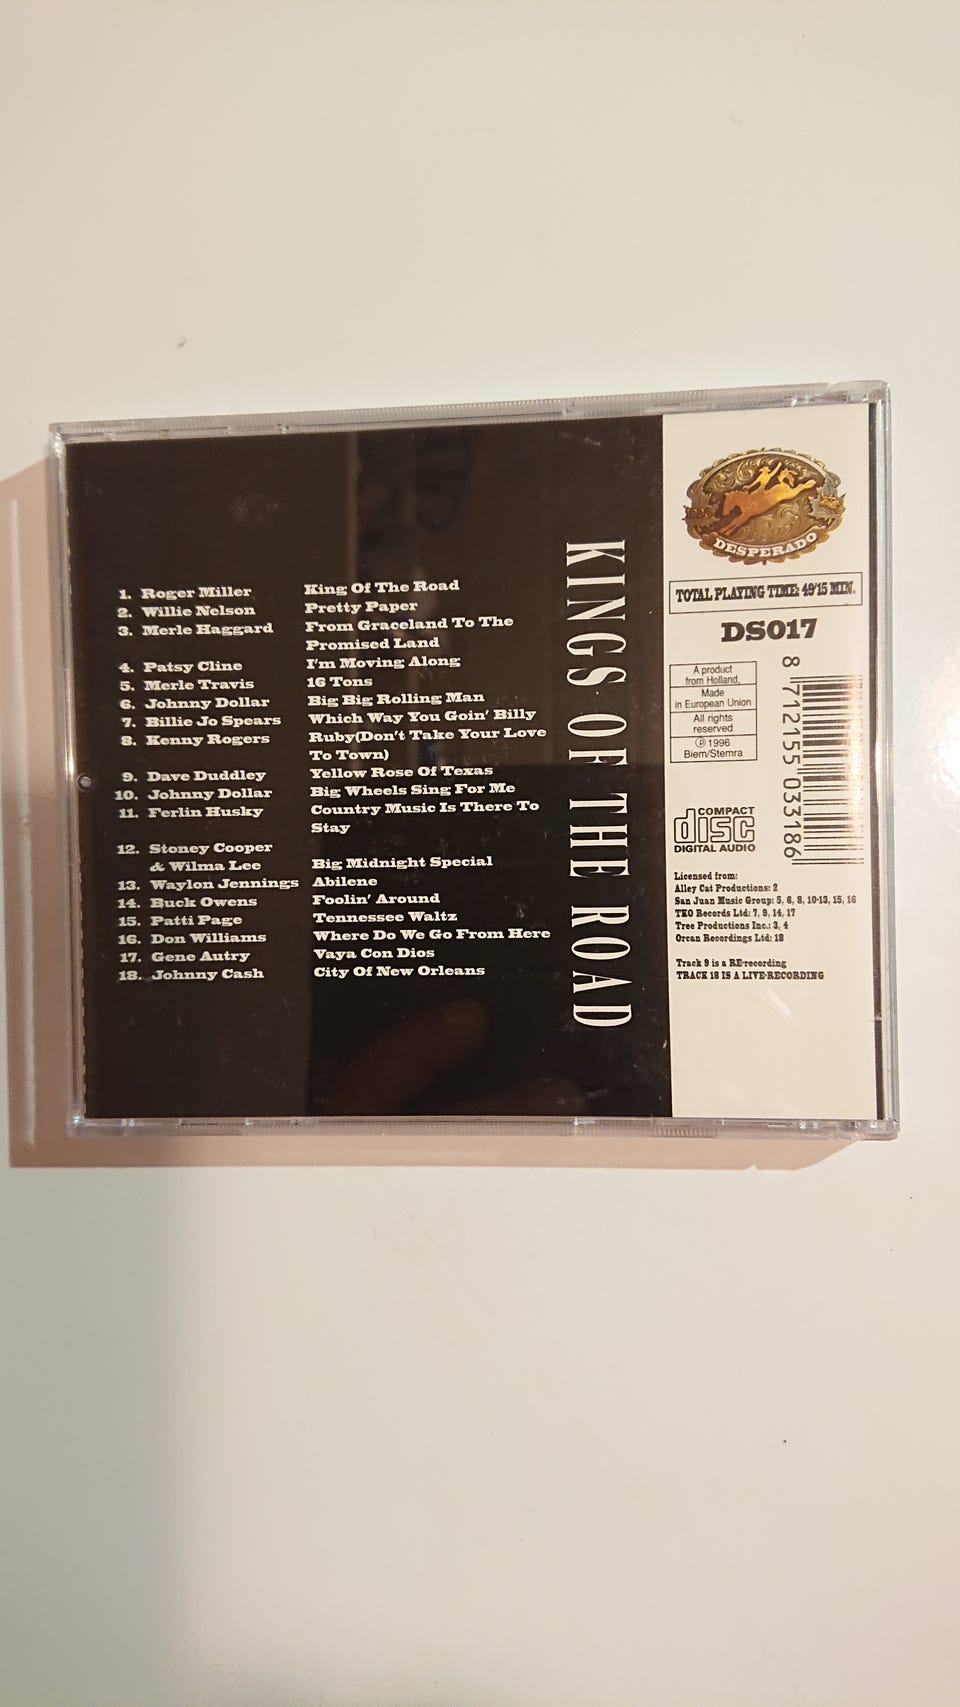 1. Roger Miller King Of The Road
2. Willie Nelson Pretty Paper
3. Merle Haggard From Graceland To The
Promised Land
4. Patsy Cline I'm Moving Along
5. Merle Travis 16 Tons
6. Johnny Dollar Big Big Rolling Man
7. Billie Jo Spears Which Way You Goin' Billy
8. Kenny Rogers Ruby(Don't Take Your Love
To Town)
9. Dave Duddley Yellow Rose Of Texas
10. Johnny Dollar Big Wheels Sing For Me
11. Ferlin Husky Country Music Is There To
Stay
12. Stoney Cooper
& Wilma Lee Big Midnight Special
13. Waylon Jennings Abilene
14. Buck Owens Foolin' Around
15. Patti Page Tennessee Waltz
16. Don Williams Where Do We Go From Here
17. Gene Autry Vaya Con Dios
18. Johnny Cash City Of New Orleans
KINGS OF THE ROAD
DESPERADO
TOTAL PLAYING TIME: 49'15 MIN.
DS017
A product
from Holland,
Made
in European Union
All rights
reserved
℗ 1996
Biem/Stemra
8 712155 033186
COMPACT
disc
DIGITAL AUDIO
Licensed from:
Alley Cat Productions: 2
San Juan Music Group: 5, 6, 8, 10-13, 15, 16
TKO Records Ltd: 7, 9, 14, 17
Tree Productions Inc.: 3, 4
Orcan Recordings Ltd: 18
Track 9 is a RE-recording
TRACK 18 IS A LIVE-RECORDING